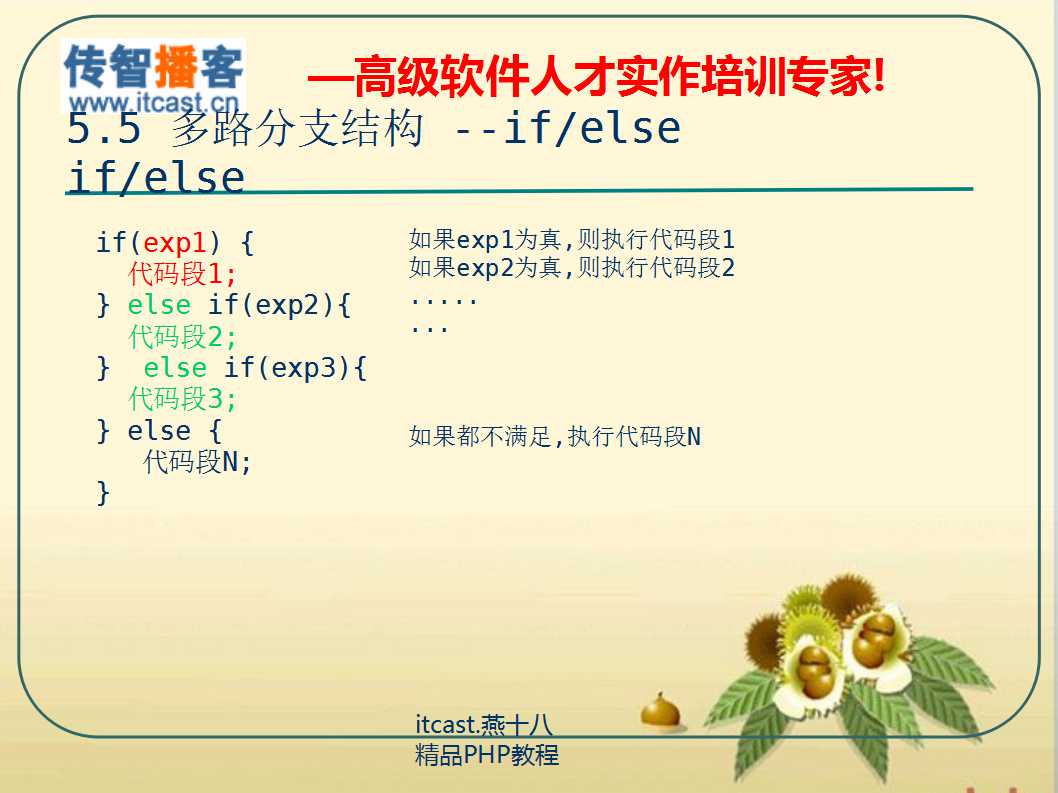 传智播客
www.itcast.cn
—高级软件人才实作培训专家!
5.5 多路分支结构 --if/else
if/else
if(exp1) {
代码段1;
} else if(exp2){
代码段2;
} else if(exp3){
代码段3;
} else {
代码段N;
}
如果exp1为真,则执行代码段1
如果exp2为真,则执行代码段2
.....
...
如果都不满足,执行代码段N
itcast.燕十八
精品PHP教程